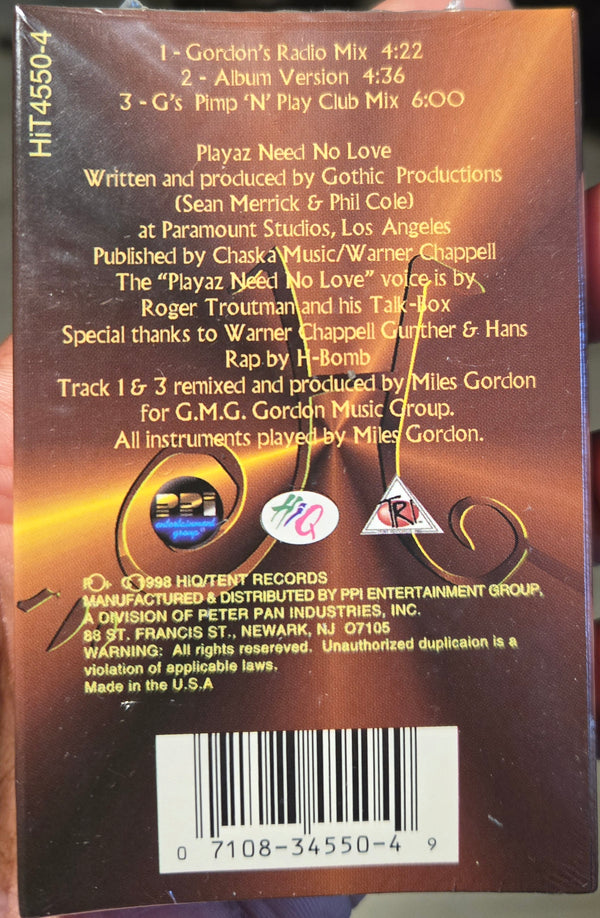 HiT4550-4
1 - Gordon's Radio Mix 4:22
2 - Album Version 4:36
3 - G's Pimp 'N' Play Club Mix 6:00
Playaz Need No Love
Written and produced by Gothic Productions
(Sean Merrick & Phil Cole)
at Paramount Studios, Los Angeles
Published by Chaska Music/Warner Chappell
The "Playaz Need No Love" voice is by
Roger Troutman and his Talk-Box
Special thanks to Warner Chappell Gunther & Hans
Rap by H-Bomb
Track 1 & 3 remixed and produced by Miles Gordon
for G.M.G. Gordon Music Group.
All instruments played by Miles Gordon.
PPI
entertainment
group
HiQ
TRI.
℗ + © 1998 HiQ/TENT RECORDS
MANUFACTURED & DISTRIBUTED BY PPI ENTERTAINMENT GROUP,
A DIVISION OF PETER PAN INDUSTRIES, INC.
88 ST. FRANCIS ST., NEWARK, NJ 07105
WARNING: All rights resereved. Unauthorized duplicaion is a
violation of applicable laws.
Made in the U.S.A
0 7108-34550-4 9